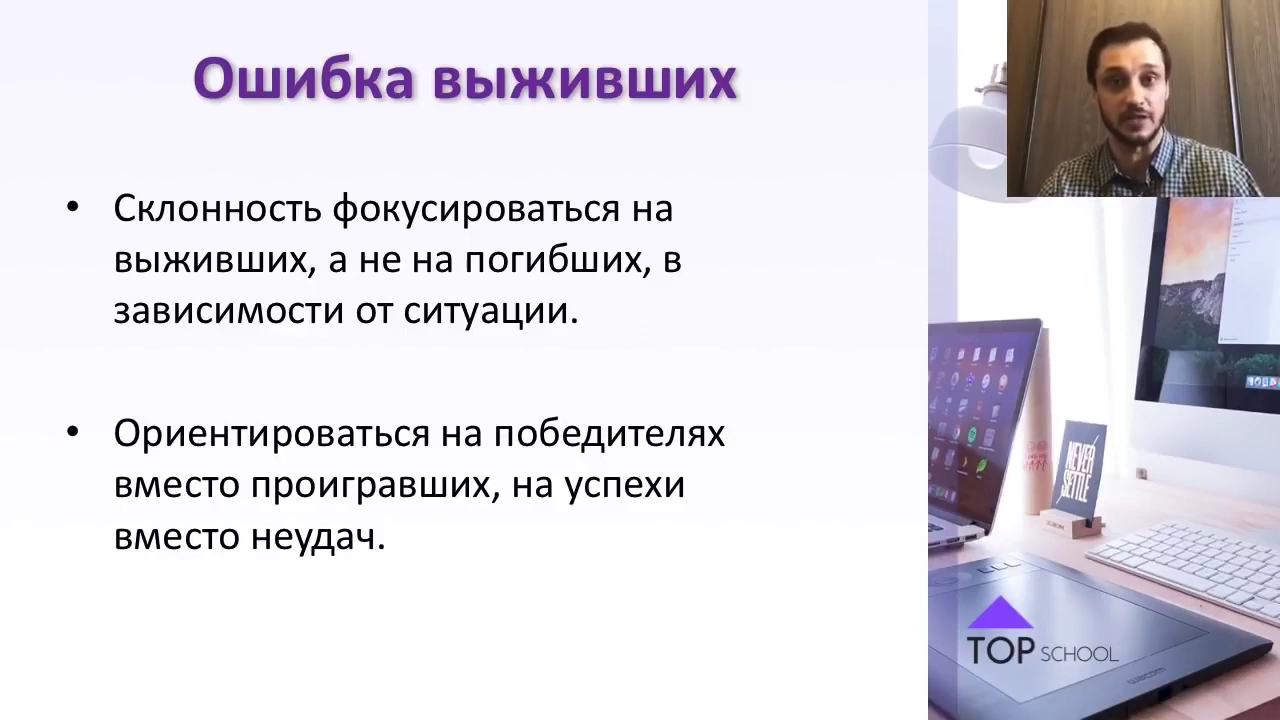 Ошибка выживших
• Склонность фокусироваться на
выживших, а не на погибших, в
зависимости от ситуации.
• Ориентироваться на победителях
вместо проигравших, на успехи
вместо неудач.
NEVER
SETTLE
TOP SCHOOL
wacom